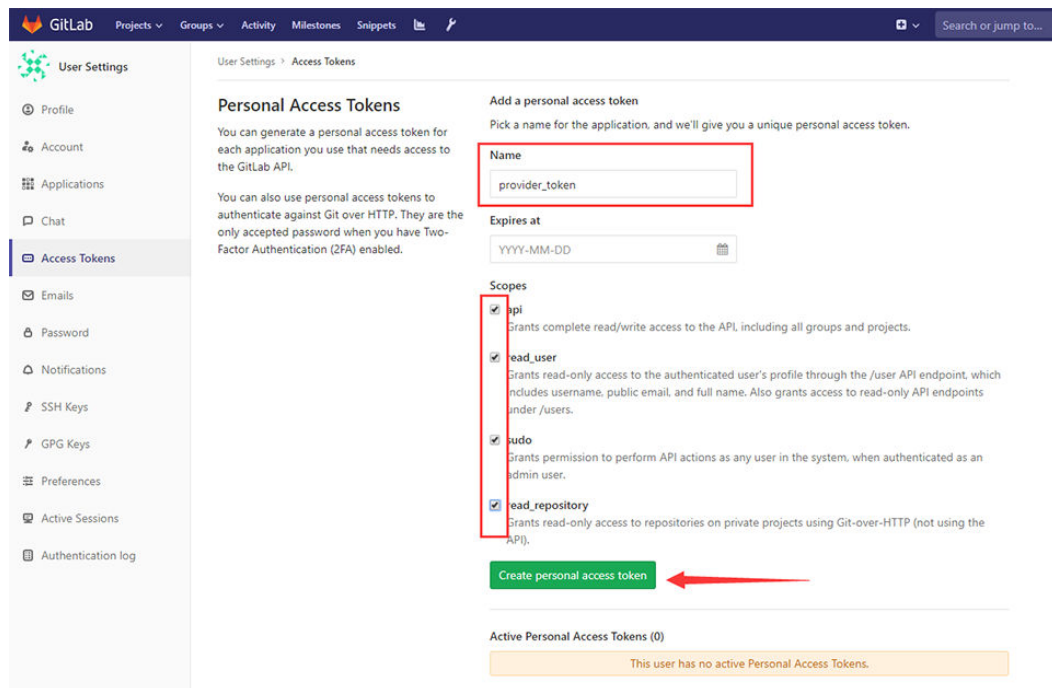 GitLab Projects Groups Activity Milestones Snippets Search or jump to...
User Settings
Profile
Account
Applications
Chat
Access Tokens
Emails
Password
Notifications
SSH Keys
GPG Keys
Preferences
Active Sessions
Authentication log
User Settings > Access Tokens
Personal Access Tokens
You can generate a personal access token for
each application you use that needs access to
the GitLab API.
You can also use personal access tokens to
authenticate against Git over HTTP. They are the
only accepted password when you have Two-
Factor Authentication (2FA) enabled.
Add a personal access token
Pick a name for the application, and we'll give you a unique personal access token.
Name
provider_token
Expires at
YYYY-MM-DD
Scopes
api
Grants complete read/write access to the API, including all groups and projects.
read_user
Grants read-only access to the authenticated user's profile through the /user API endpoint, which
includes username, public email, and full name. Also grants access to read-only API endpoints
under /users.
sudo
Grants permission to perform API actions as any user in the system, when authenticated as an
admin user.
read_repository
Grants read-only access to repositories on private projects using Git-over-HTTP (not using the
API).
Create personal access token
Active Personal Access Tokens (0)
This user has no active Personal Access Tokens.